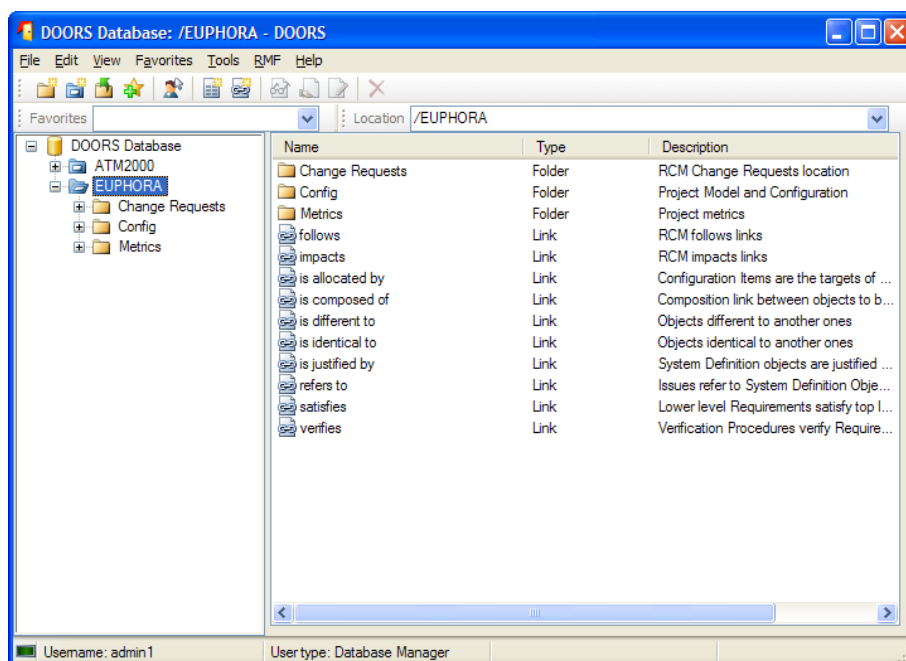 DOORS Database: /EUPHORA - DOORS
File Edit View Favorites Tools RMF Help
Favorites Location /EUPHORA
DOORS Database
ATM2000
EUPHORA
Change Requests
Config
Metrics
Name Type Description
Change Requests Folder RCM Change Requests location
Config Folder Project Model and Configuration
Metrics Folder Project metrics
follows Link RCM follows links
impacts Link RCM impacts links
is allocated by Link Configuration Items are the targets of ...
is composed of Link Composition link between objects to b...
is different to Link Objects different to another ones
is identical to Link Objects identical to another ones
is justified by Link System Definition objects are justified ...
refers to Link Issues refer to System Definition Obje...
satisfies Link Lower level Requirements satisfy top l...
verifies Link Verification Procedures verify Require...
Username: admin1 User type: Database Manager